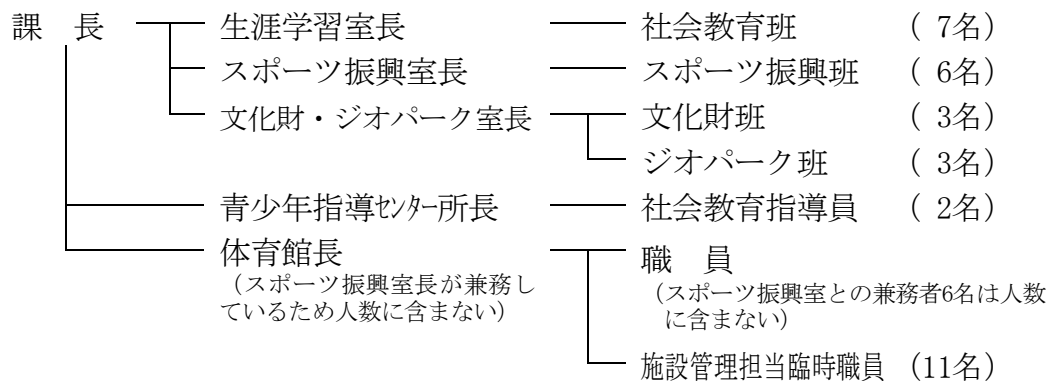 課　長　生涯学習室長　社会教育班　( 7名)
スポーツ振興室長　スポーツ振興班　( 6名)
文化財・ジオパーク室長　文化財班　( 3名)
ジオパーク班　( 3名)
青少年指導センター所長　社会教育指導員　( 2名)
体育館長　職　員
（スポーツ振興室長が兼務し
ているため人数に含まない）
（スポーツ振興室との兼務者6名は人数
に含まない）
施設管理担当臨時職員　(11名)